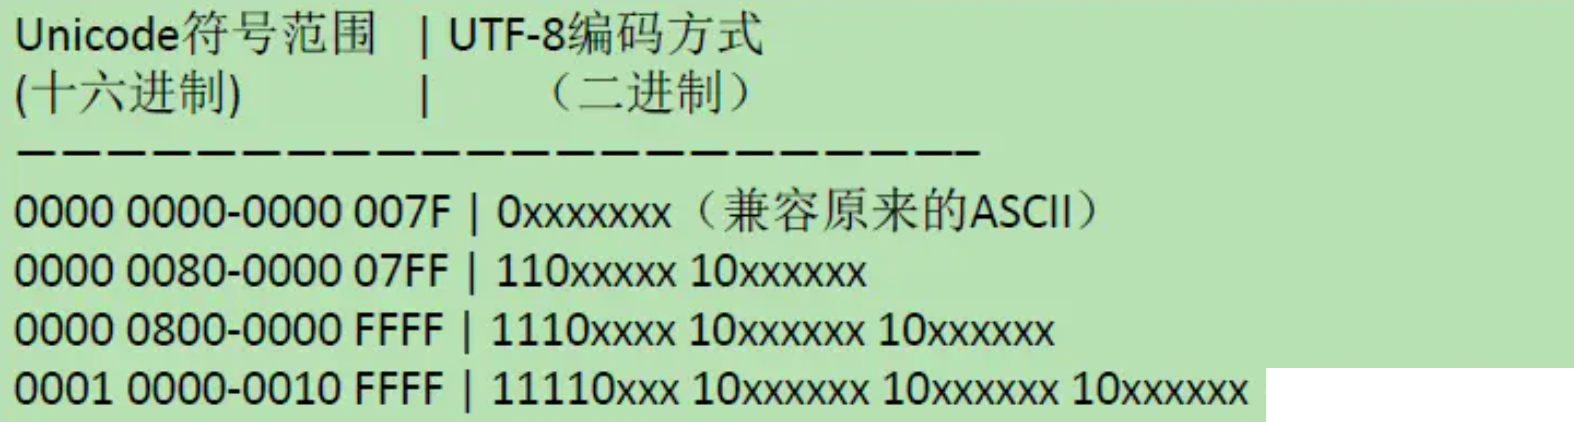 Unicode符号范围 | UTF-8编码方式
(十六进制) | （二进制）
———————————————————————–
0000 0000-0000 007F | 0xxxxxxx（兼容原来的ASCII）
0000 0080-0000 07FF | 110xxxxx 10xxxxxx
0000 0800-0000 FFFF | 1110xxxx 10xxxxxx 10xxxxxx
0001 0000-0010 FFFF | 11110xxx 10xxxxxx 10xxxxxx 10xxxxxx